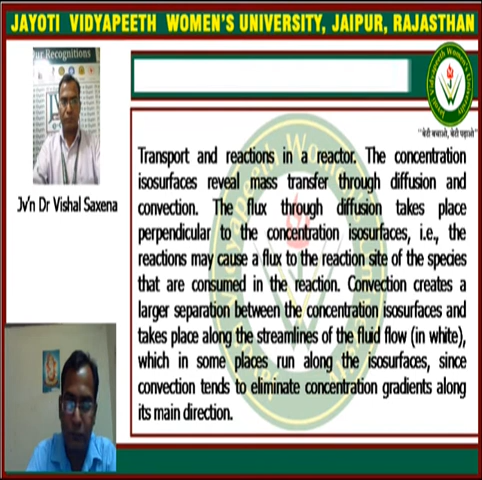 JAYOTI VIDYAPEETH WOMEN'S UNIVERSITY, JAIPUR, RAJASTHAN
Our Recognitions
"बेटी बचाओ, बेटी पढ़ाओ"
Jv'n Dr Vishal Saxena
Transport and reactions in a reactor. The concentration
isosurfaces reveal mass transfer through diffusion and
convection. The flux through diffusion takes place
perpendicular to the concentration isosurfaces, i.e., the
reactions may cause a flux to the reaction site of the species
that are consumed in the reaction. Convection creates a
larger separation between the concentration isosurfaces and
takes place along the streamlines of the fluid flow (in white),
which in some places run along the isosurfaces, since
convection tends to eliminate concentration gradients along
its main direction.